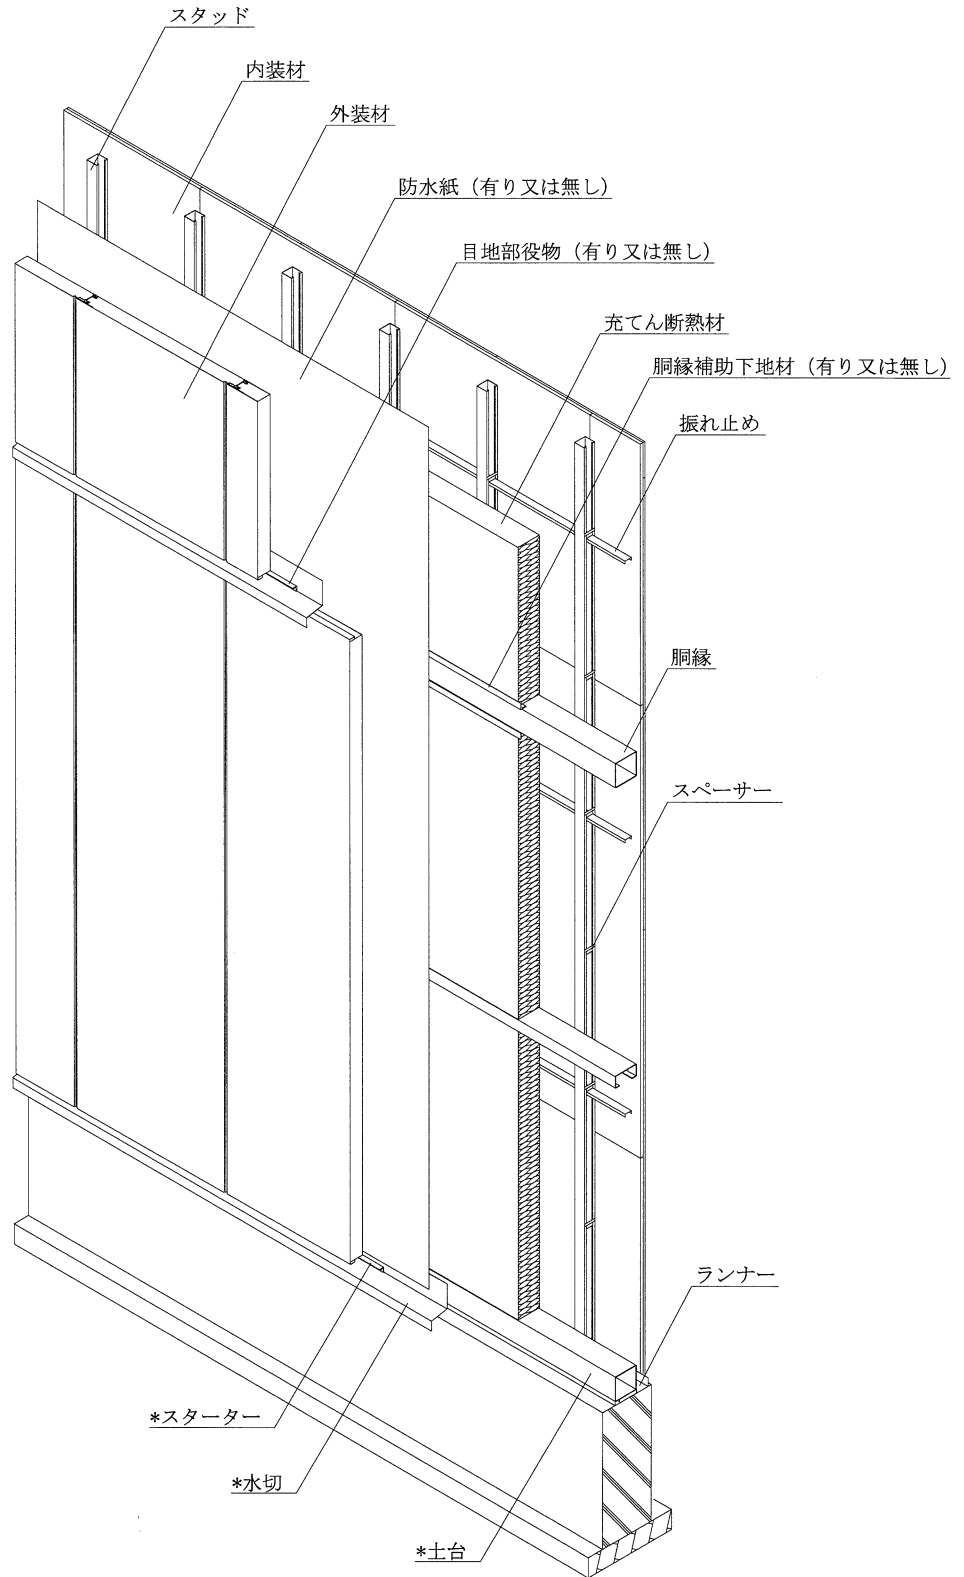 スタッド
内装材
外装材
防水紙（有り又は無し）
目地部役物（有り又は無し）
充てん断熱材
胴縁補助下地材（有り又は無し）
振れ止め
胴縁
スペーサー
ランナー
*スターター
*水切
*土台